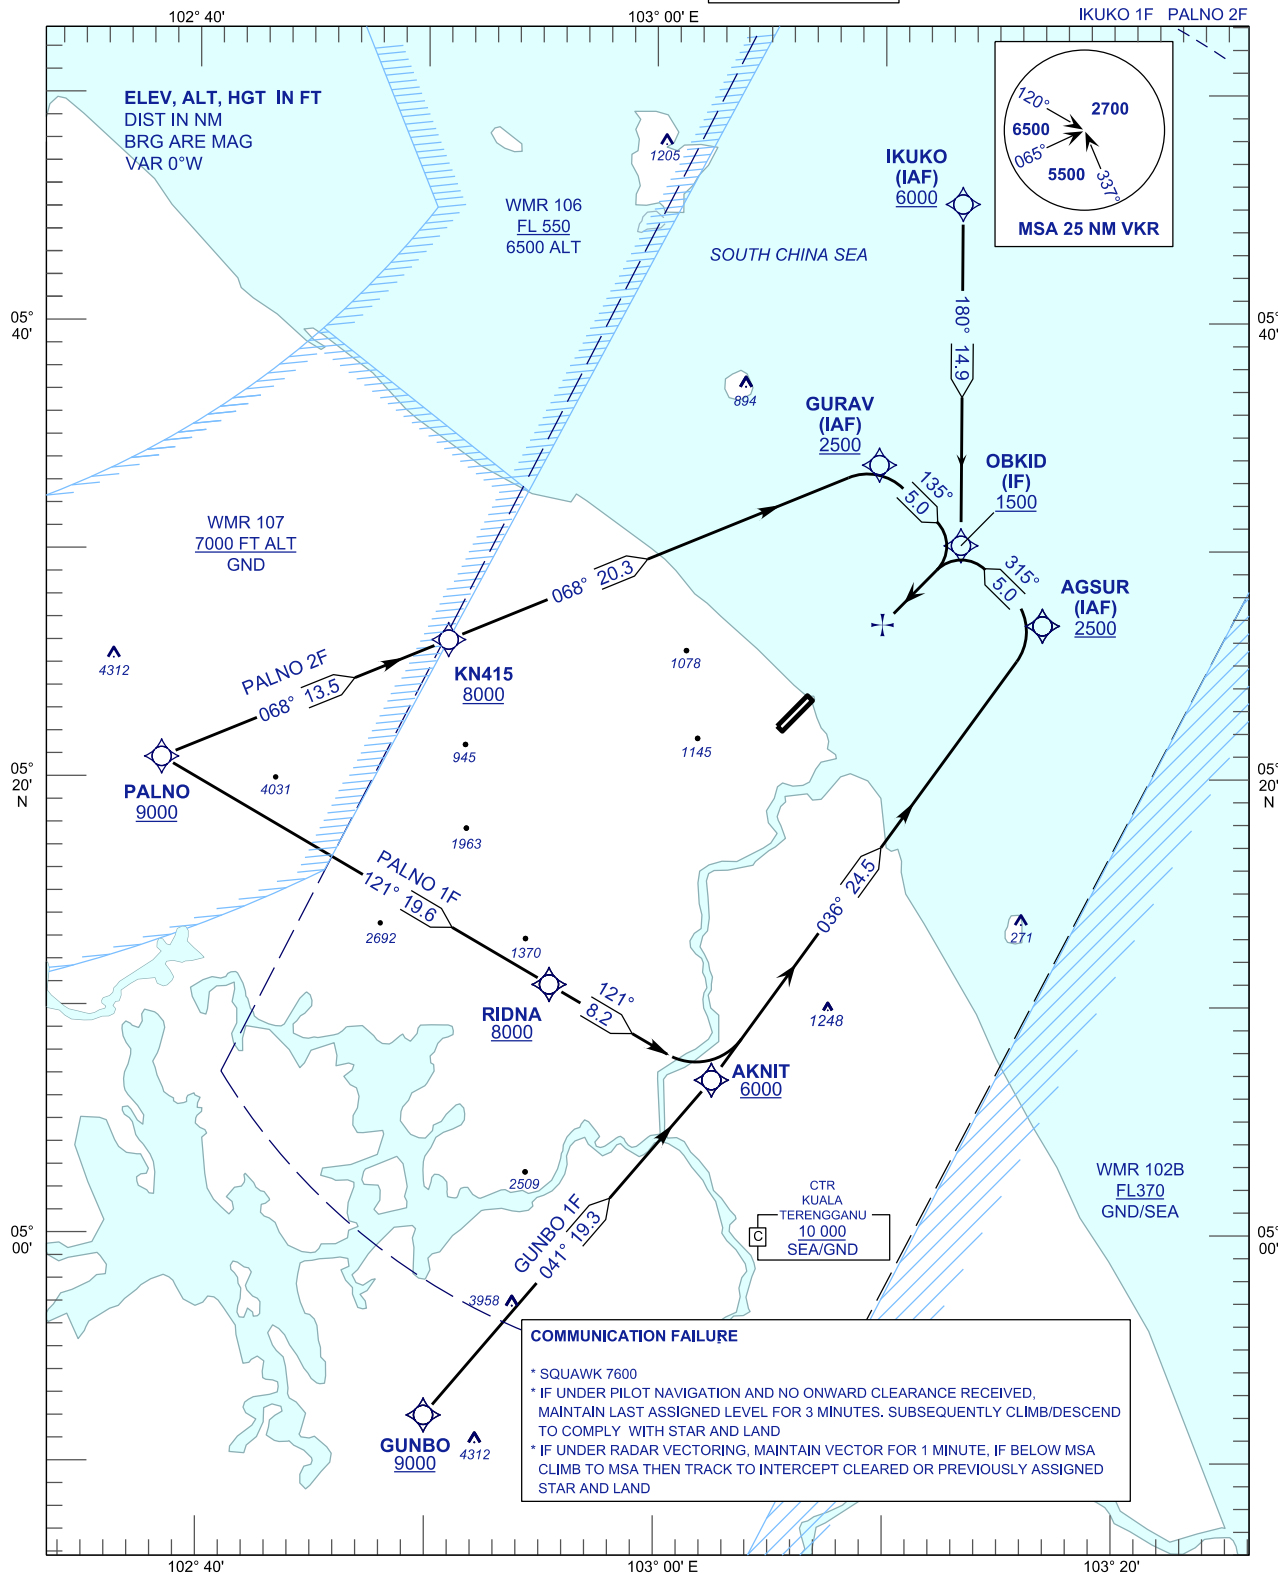 102° 40'
103° 00' E
IKUKO 1F PALNO 2F
ELEV, ALT, HGT IN FT
DIST IN NM
BRG ARE MAG
VAR 0°W
120°
2700
6500
065°
5500
337°
MSA 25 NM VKR
1205
IKUKO
(IAF)
6000
WMR 106
FL 550
6500 ALT
SOUTH CHINA SEA
05°
40'
05°
40'
180° 14.9
894
GURAV
(IAF)
2500
OBKID
(IF)
1500
135°
5.0
WMR 107
7000 FT ALT
GND
068° 20.3
315°
5.0
AGSUR
(IAF)
2500
4312
PALNO 2F
068° 13.5
KN415
8000
1078
945
1145
05°
20'
N
05°
20'
N
PALNO
9000
4031
1963
PALNO 1F
121° 19.6
036° 24.5
2692
1370
271
RIDNA
8000
121°
8.2
1248
AKNIT
6000
2509
WMR 102B
FL370
GND/SEA
CTR
KUALA
TERENGGANU
C
10 000
SEA/GND
05°
00'
05°
00'
GUNBO 1F
041° 19.3
3958
GUNBO
9000
4312
COMMUNICATION FAILURE
* SQUAWK 7600
* IF UNDER PILOT NAVIGATION AND NO ONWARD CLEARANCE RECEIVED,
MAINTAIN LAST ASSIGNED LEVEL FOR 3 MINUTES. SUBSEQUENTLY CLIMB/DESCEND
TO COMPLY WITH STAR AND LAND
* IF UNDER RADAR VECTORING, MAINTAIN VECTOR FOR 1 MINUTE, IF BELOW MSA
CLIMB TO MSA THEN TRACK TO INTERCEPT CLEARED OR PREVIOUSLY ASSIGNED
STAR AND LAND
102° 40'
103° 00' E
103° 20'